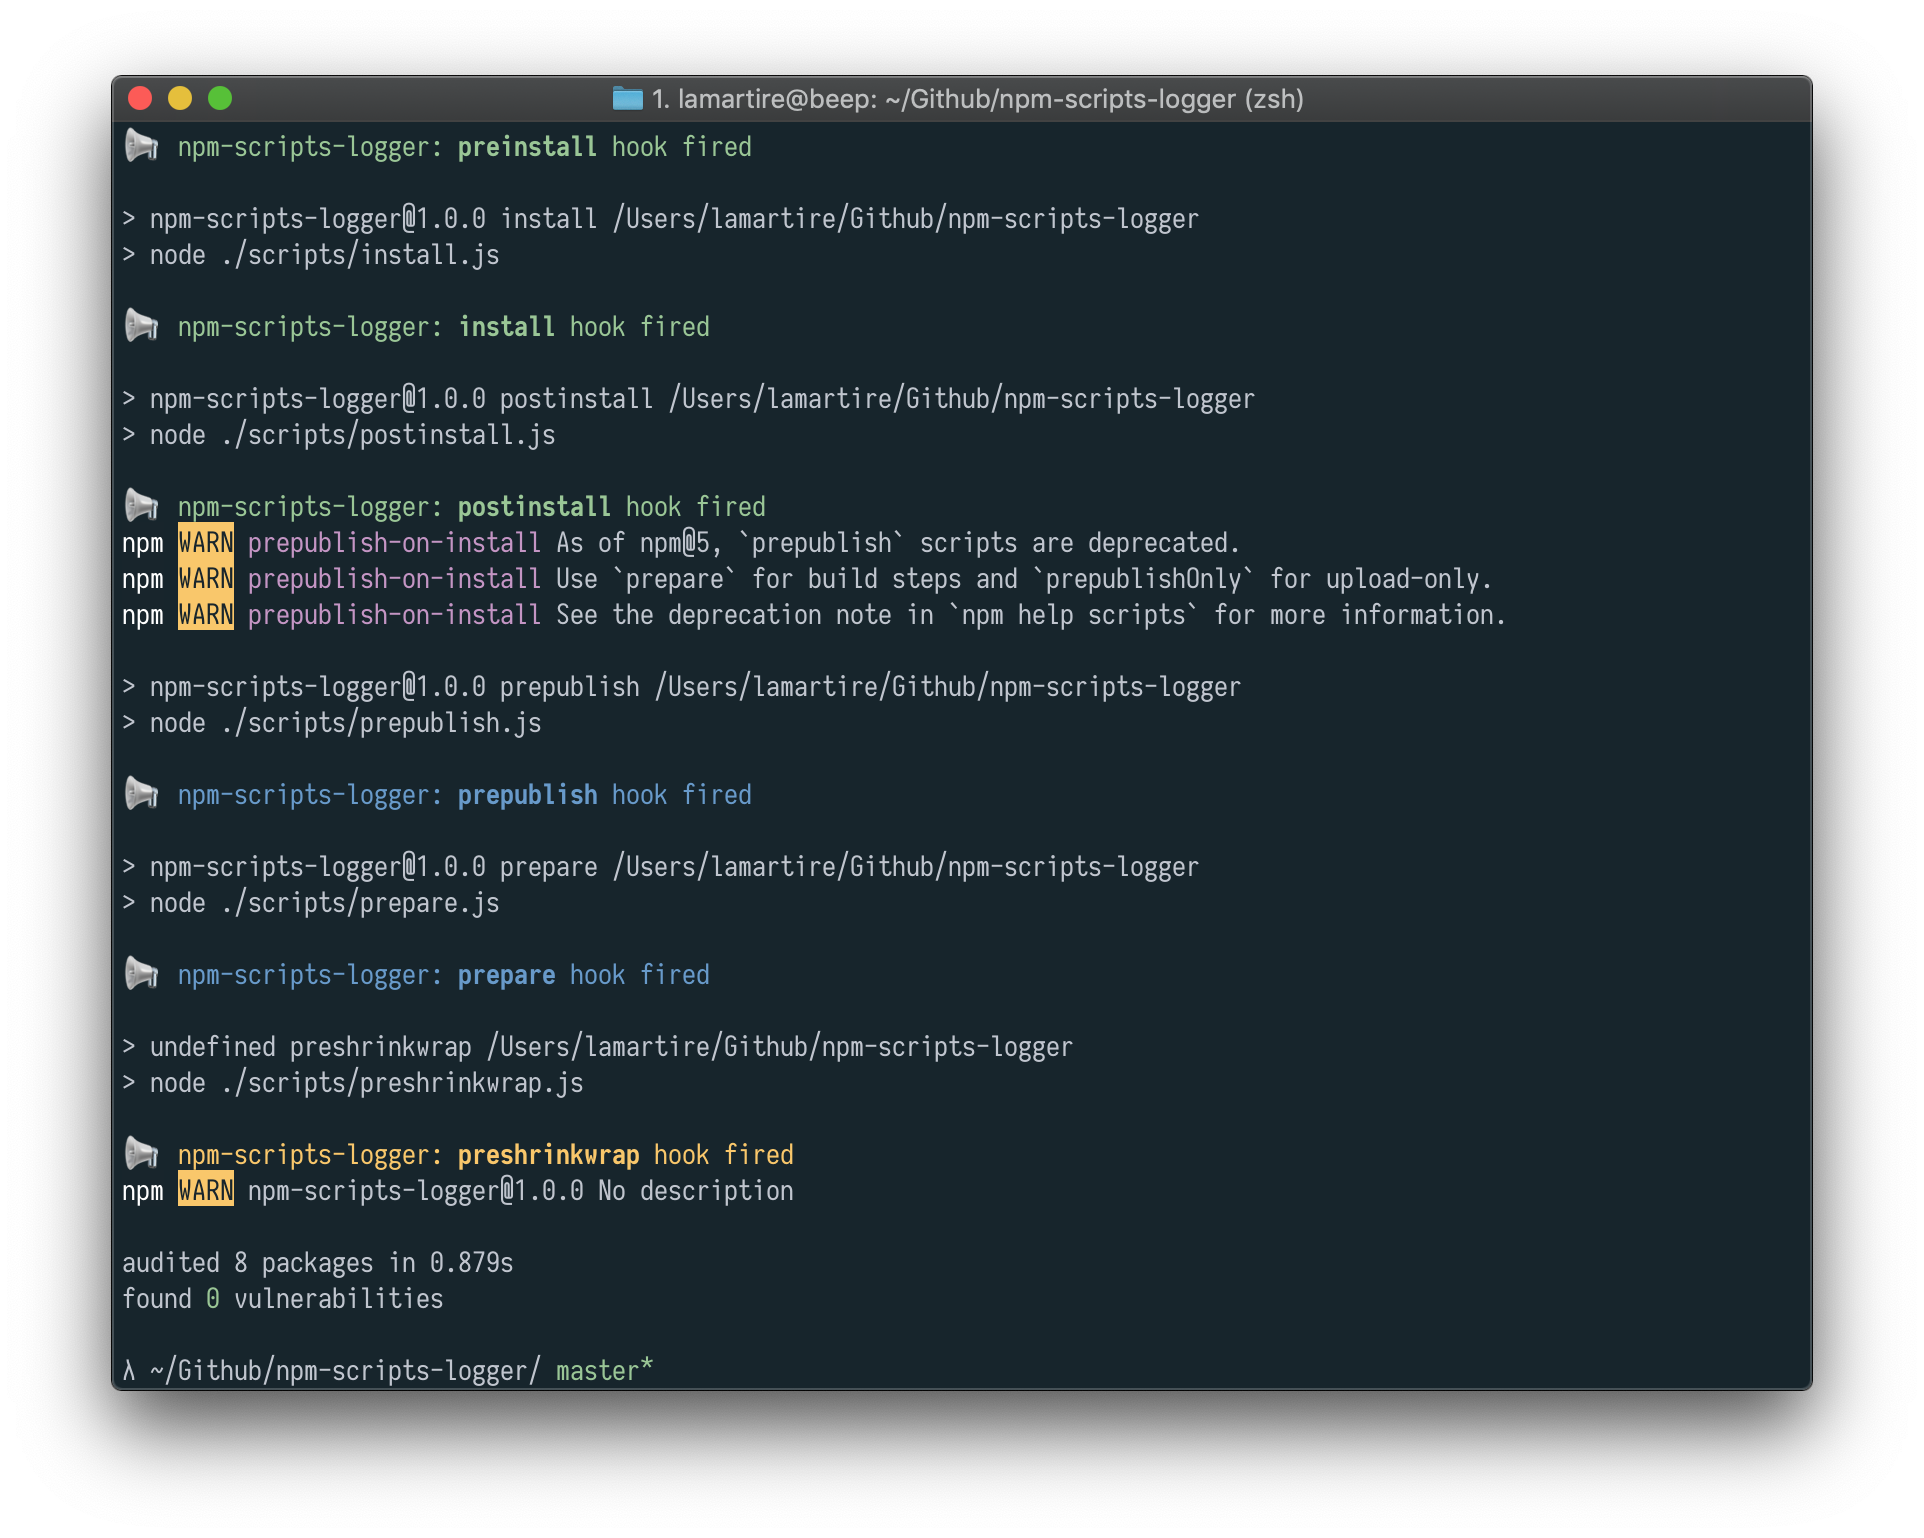 1. lamartire@beep: ~/Github/npm-scripts-logger (zsh)
npm-scripts-logger: preinstall hook fired
> npm-scripts-logger@1.0.0 install /Users/lamartire/Github/npm-scripts-logger
> node ./scripts/install.js
npm-scripts-logger: install hook fired
> npm-scripts-logger@1.0.0 postinstall /Users/lamartire/Github/npm-scripts-logger
> node ./scripts/postinstall.js
npm-scripts-logger: postinstall hook fired
npm WARN prepublish-on-install As of npm@5, `prepublish` scripts are deprecated.
npm WARN prepublish-on-install Use `prepare` for build steps and `prepublishOnly` for upload-only.
npm WARN prepublish-on-install See the deprecation note in `npm help scripts` for more information.
> npm-scripts-logger@1.0.0 prepublish /Users/lamartire/Github/npm-scripts-logger
> node ./scripts/prepublish.js
npm-scripts-logger: prepublish hook fired
> npm-scripts-logger@1.0.0 prepare /Users/lamartire/Github/npm-scripts-logger
> node ./scripts/prepare.js
npm-scripts-logger: prepare hook fired
> undefined preshrinkwrap /Users/lamartire/Github/npm-scripts-logger
> node ./scripts/preshrinkwrap.js
npm-scripts-logger: preshrinkwrap hook fired
npm WARN npm-scripts-logger@1.0.0 No description
audited 8 packages in 0.879s
found 0 vulnerabilities
λ ~/Github/npm-scripts-logger/ master*